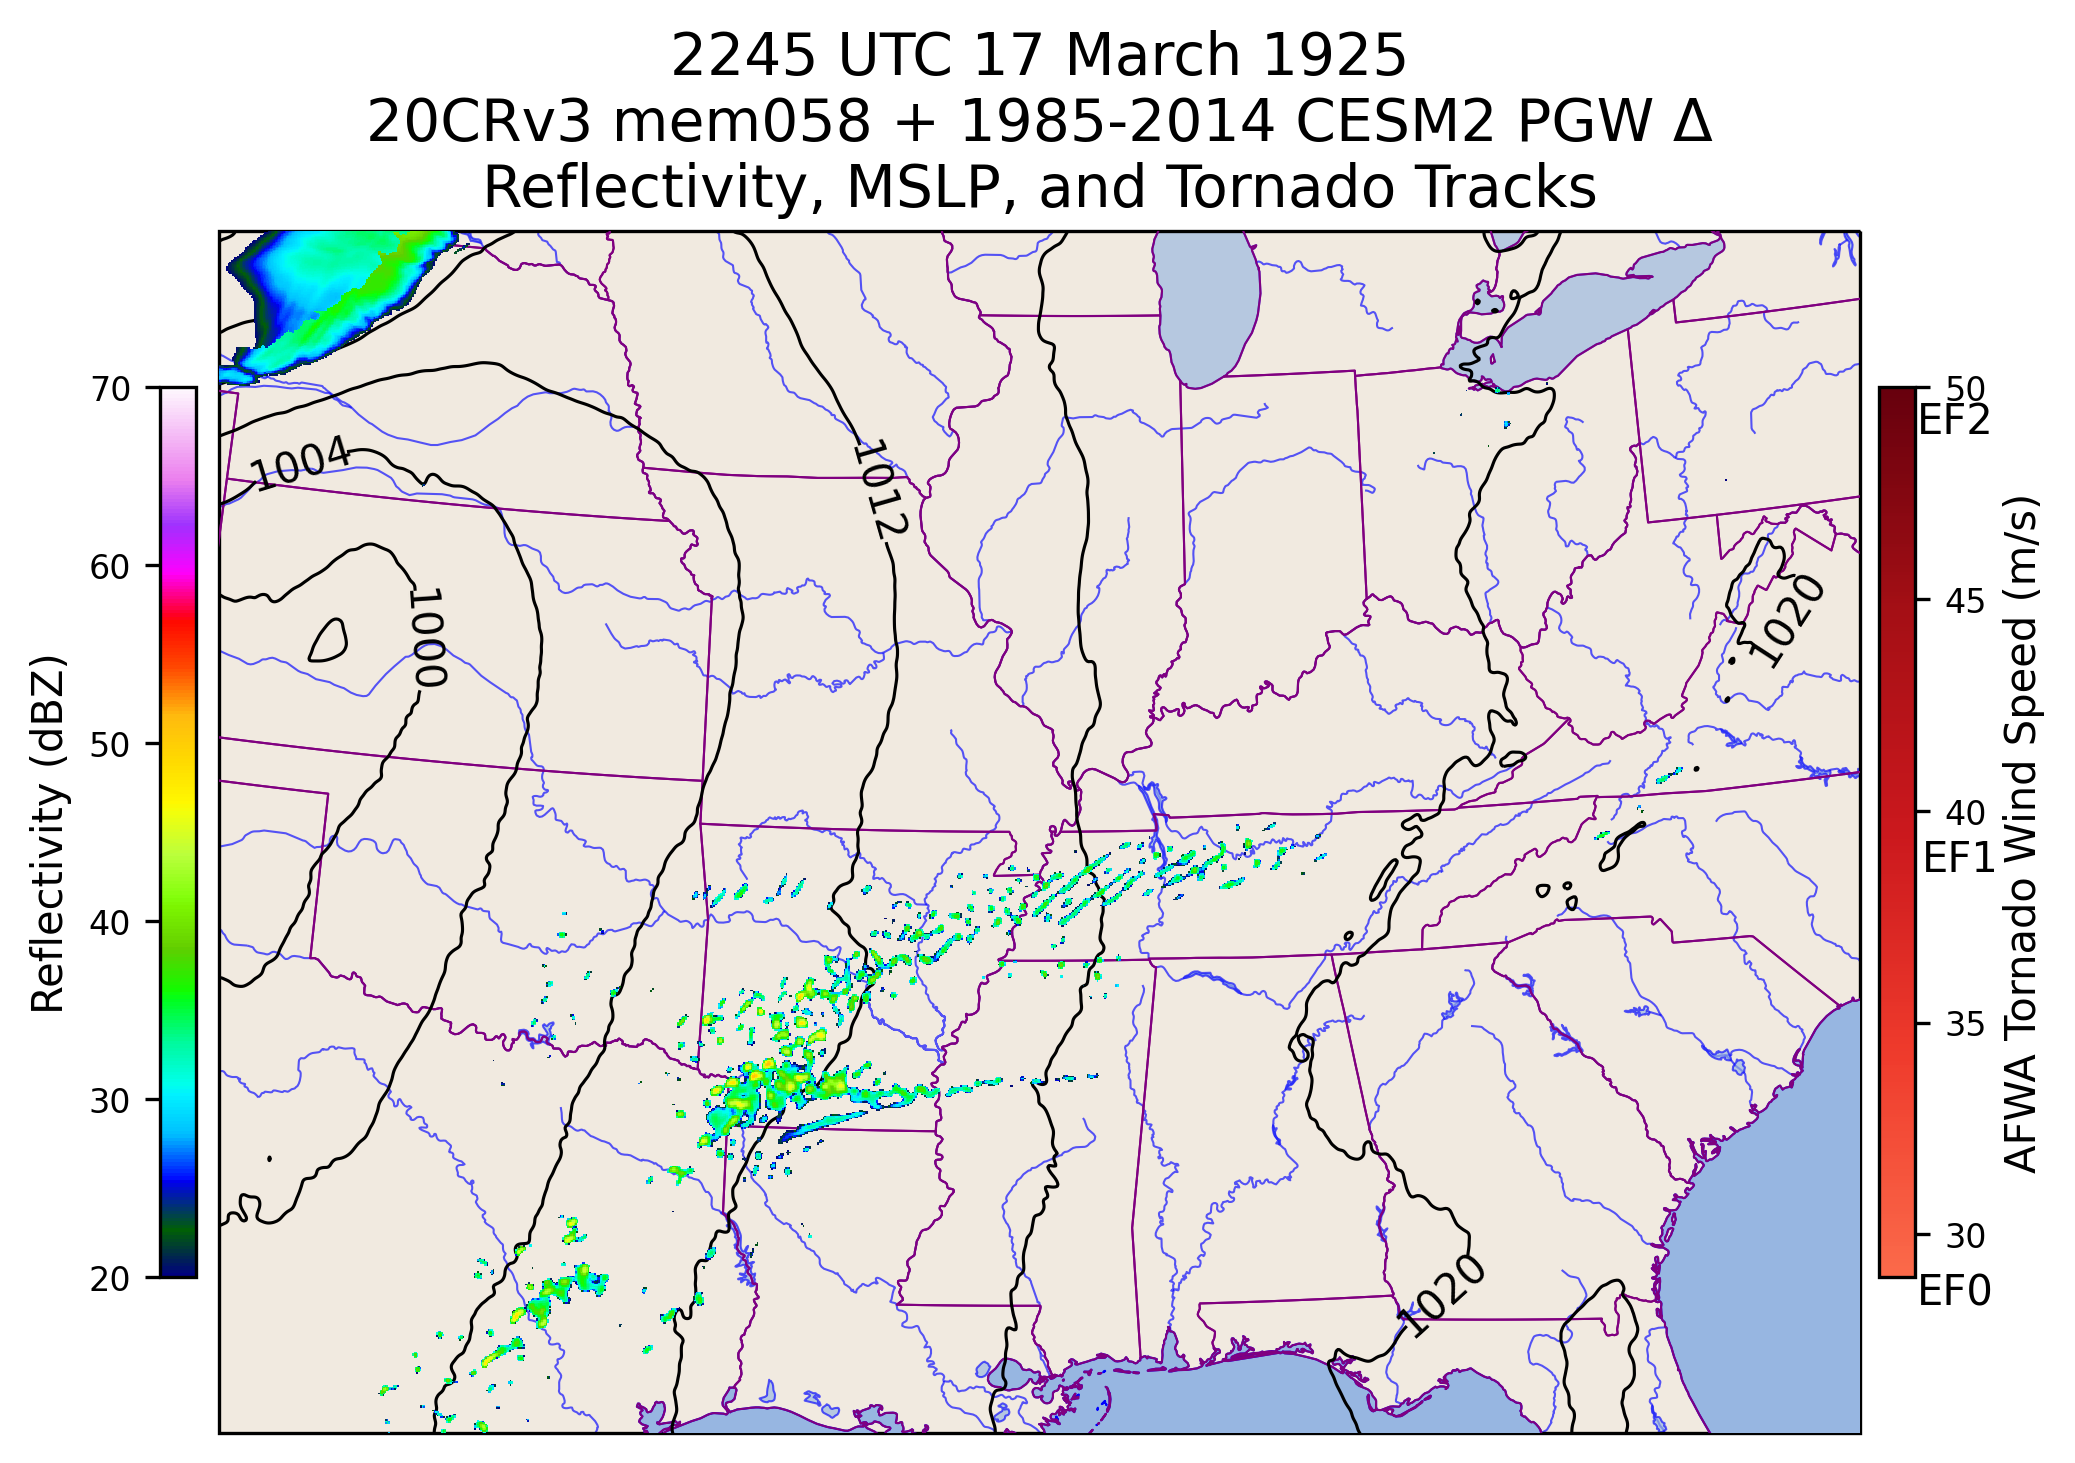 2245 UTC 17 March 1925
20CRv3 mem058 + 1985-2014 CESM2 PGW Δ
Reflectivity, MSLP, and Tornado Tracks
Reflectivity (dBZ)
70
60
50
40
30
20
1004
1000
1012
1020
1020
50
EF2
45
40
EF1
35
30
EF0
AFWA Tornado Wind Speed (m/s)